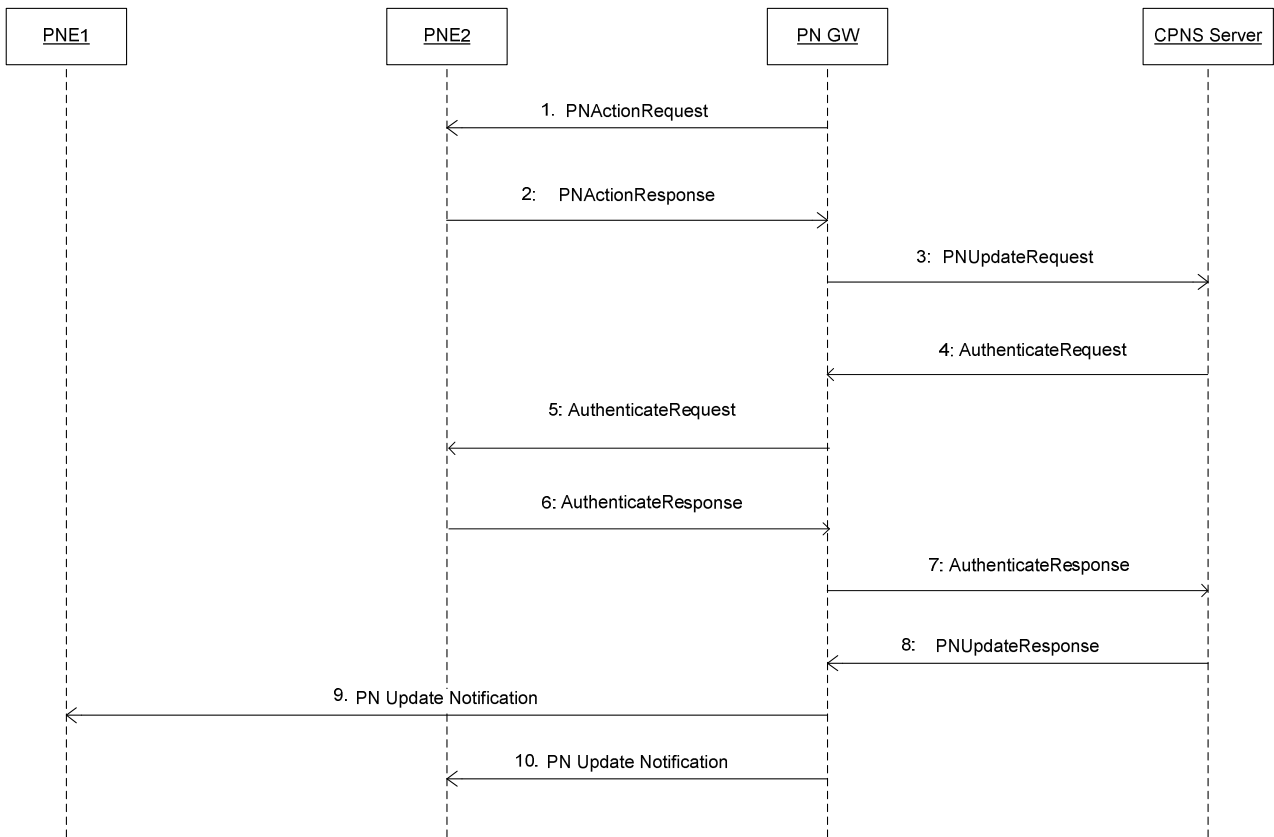 PNE1
PNE2
PN GW
CPNS Server
1. PNActionRequest
2: PNActionResponse
3: PNUpdateRequest
4: AuthenticateRequest
5: AuthenticateRequest
6: AuthenticateResponse
7: AuthenticateResponse
8: PNUpdateResponse
9. PN Update Notification
10. PN Update Notification